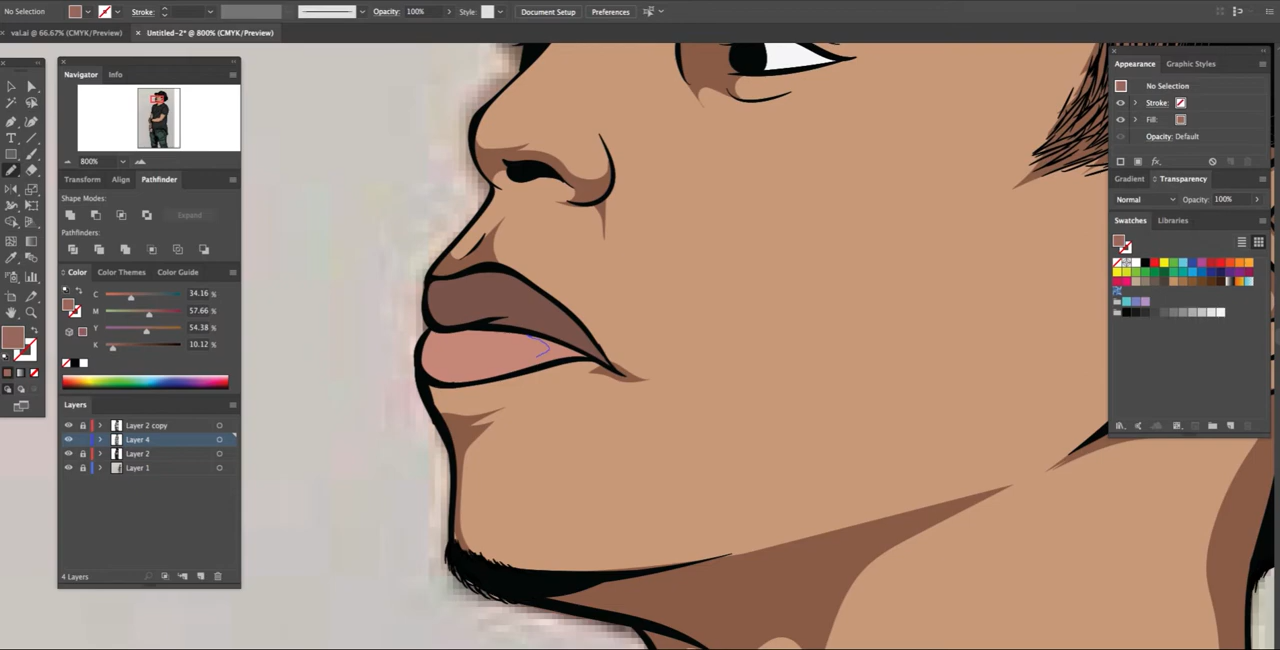 No Selection Stroke: Opacity: 100% Style: Document Setup Preferences
val.ai @ 66.67% (CMYK/Preview) Untitled-2* @ 800% (CMYK/Preview)
Navigator Info
800%
Transform Align Pathfinder
Shape Modes:
Expand
Pathfinders:
Color Color Themes Color Guide
C 34.16 %
M 57.66 %
Y 54.38 %
K 10.12 %
Layers
Layer 2 copy
Layer 4
Layer 2
Layer 1
4 Layers
Appearance Graphic Styles
No Selection
Stroke:
Fill:
Opacity: Default
fx
Gradient Transparency
Normal Opacity: 100%
Swatches Libraries